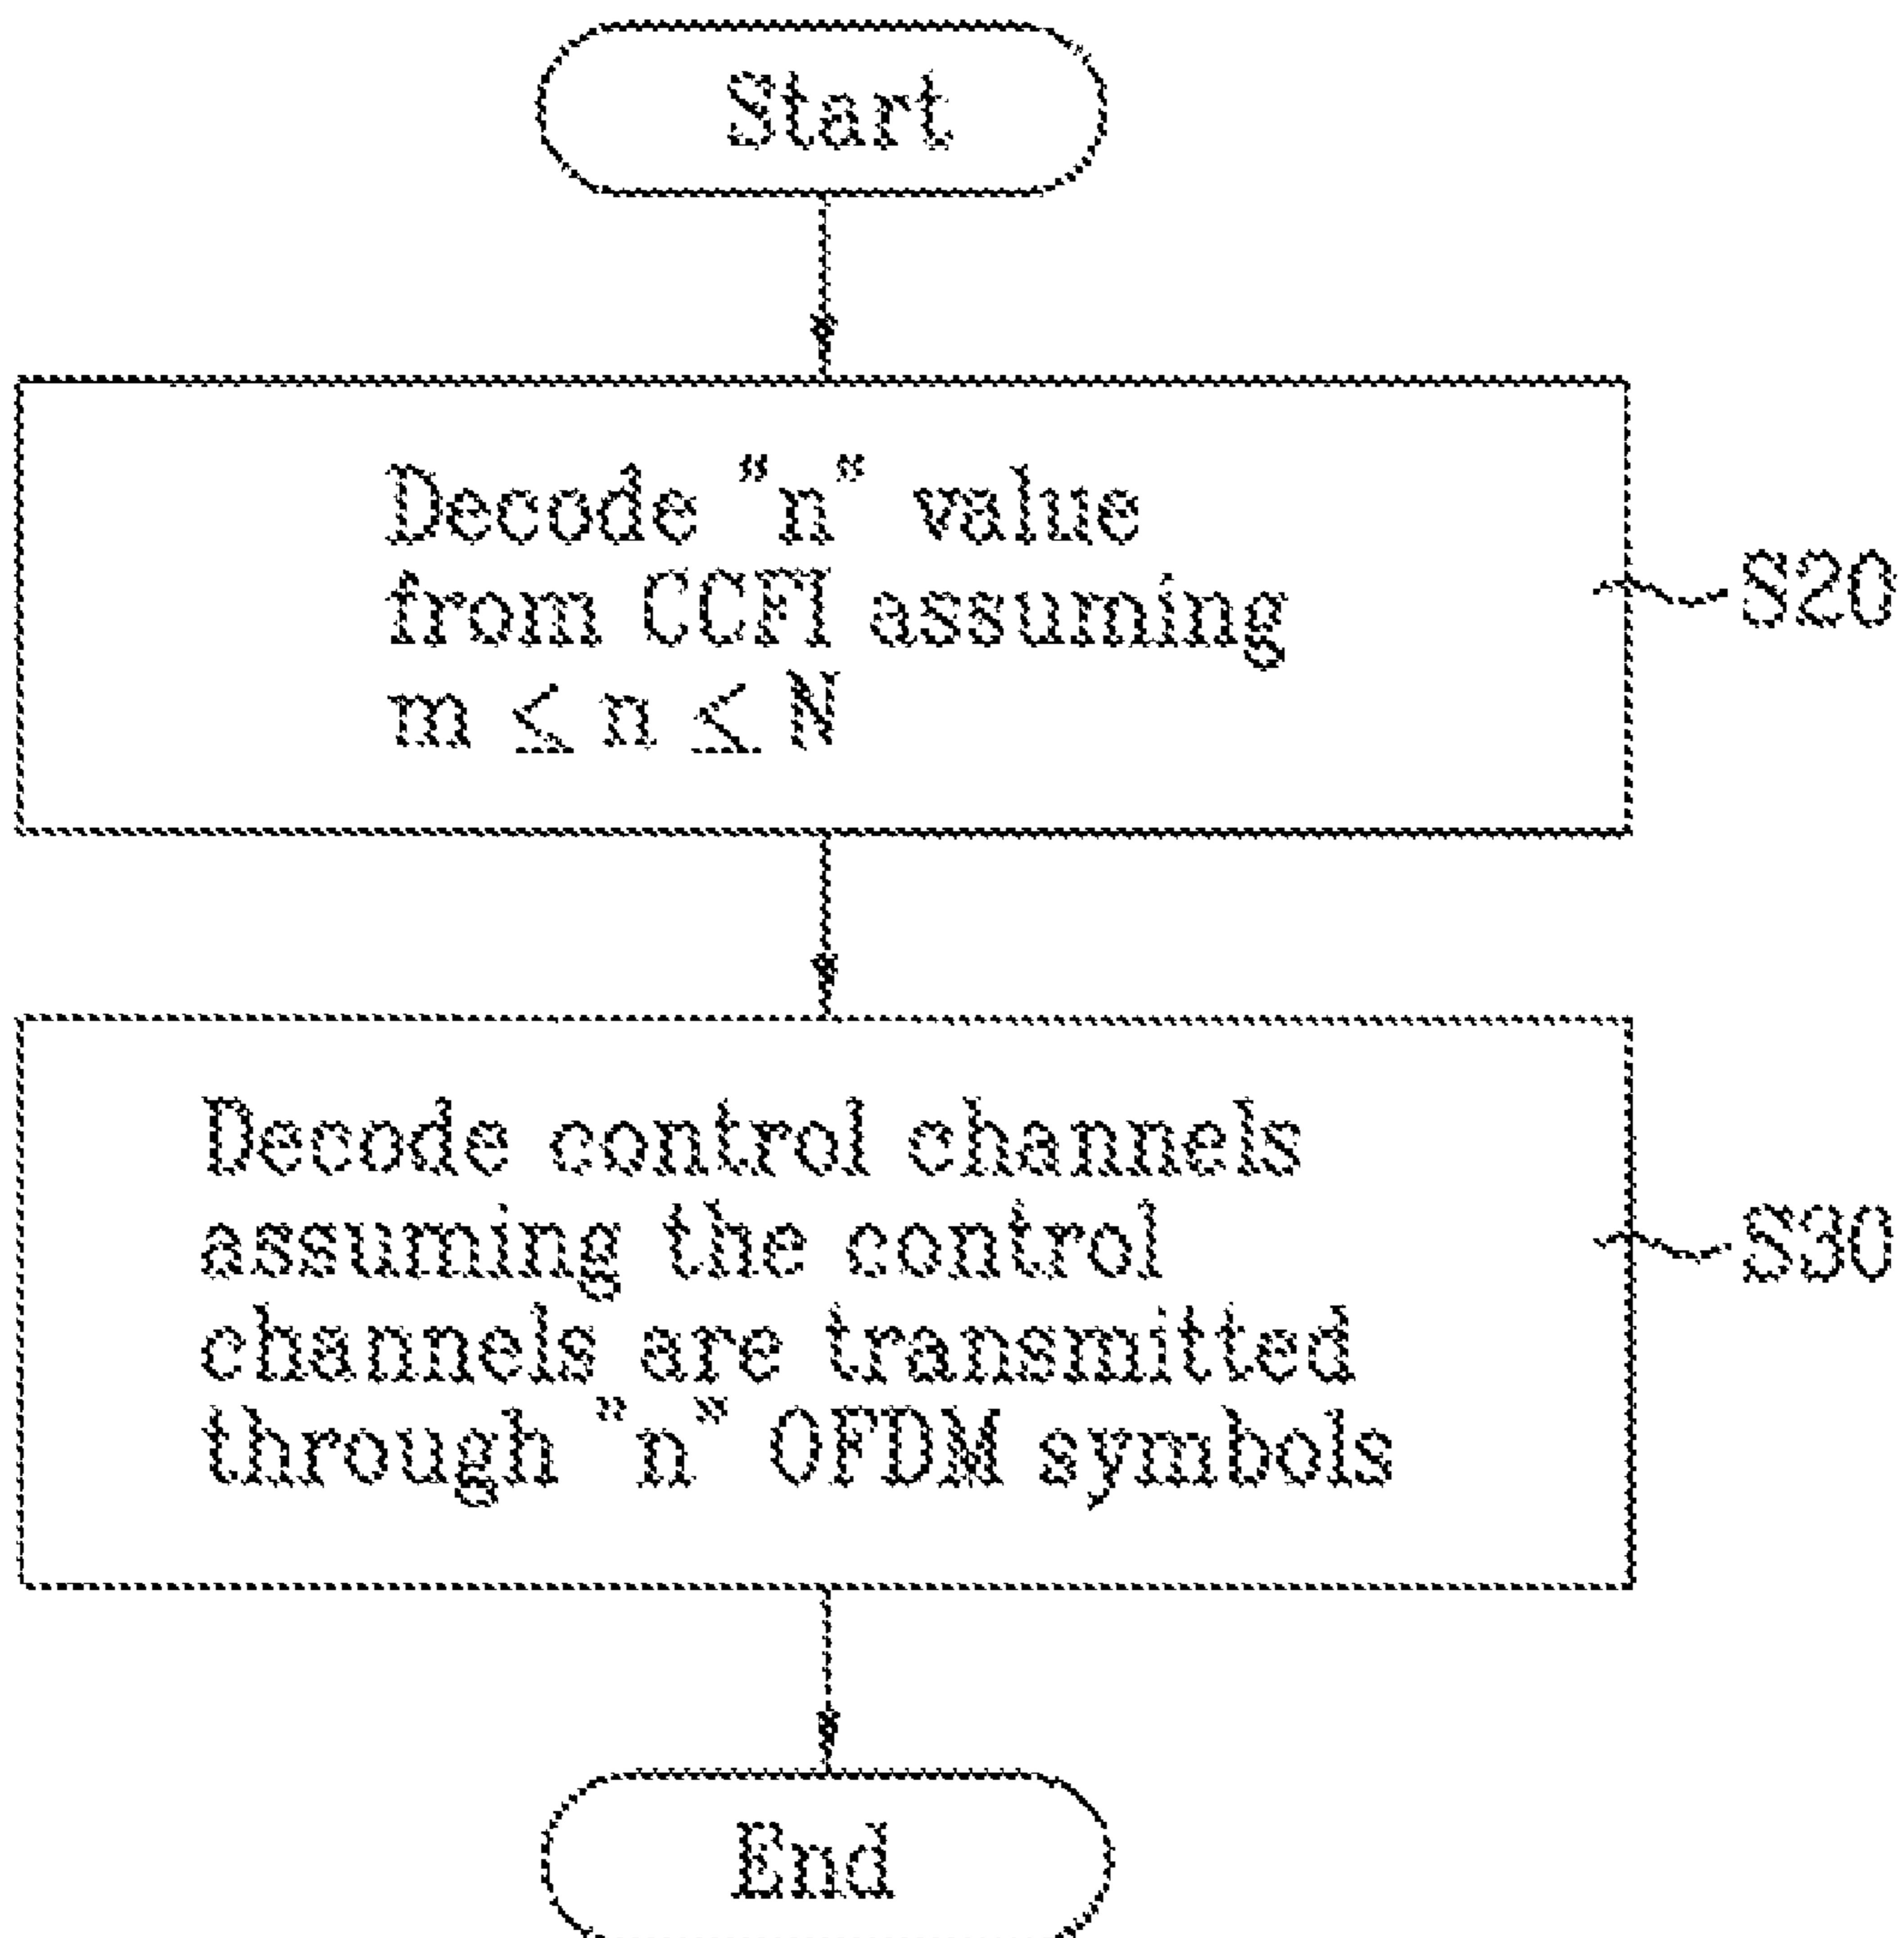 Start
Decode "n" value
from CCFI assuming
m ≤ n ≤ N
S20
Decode control channels
assuming the control
channels are transmitted
through "n" OFDM symbols
S30
End